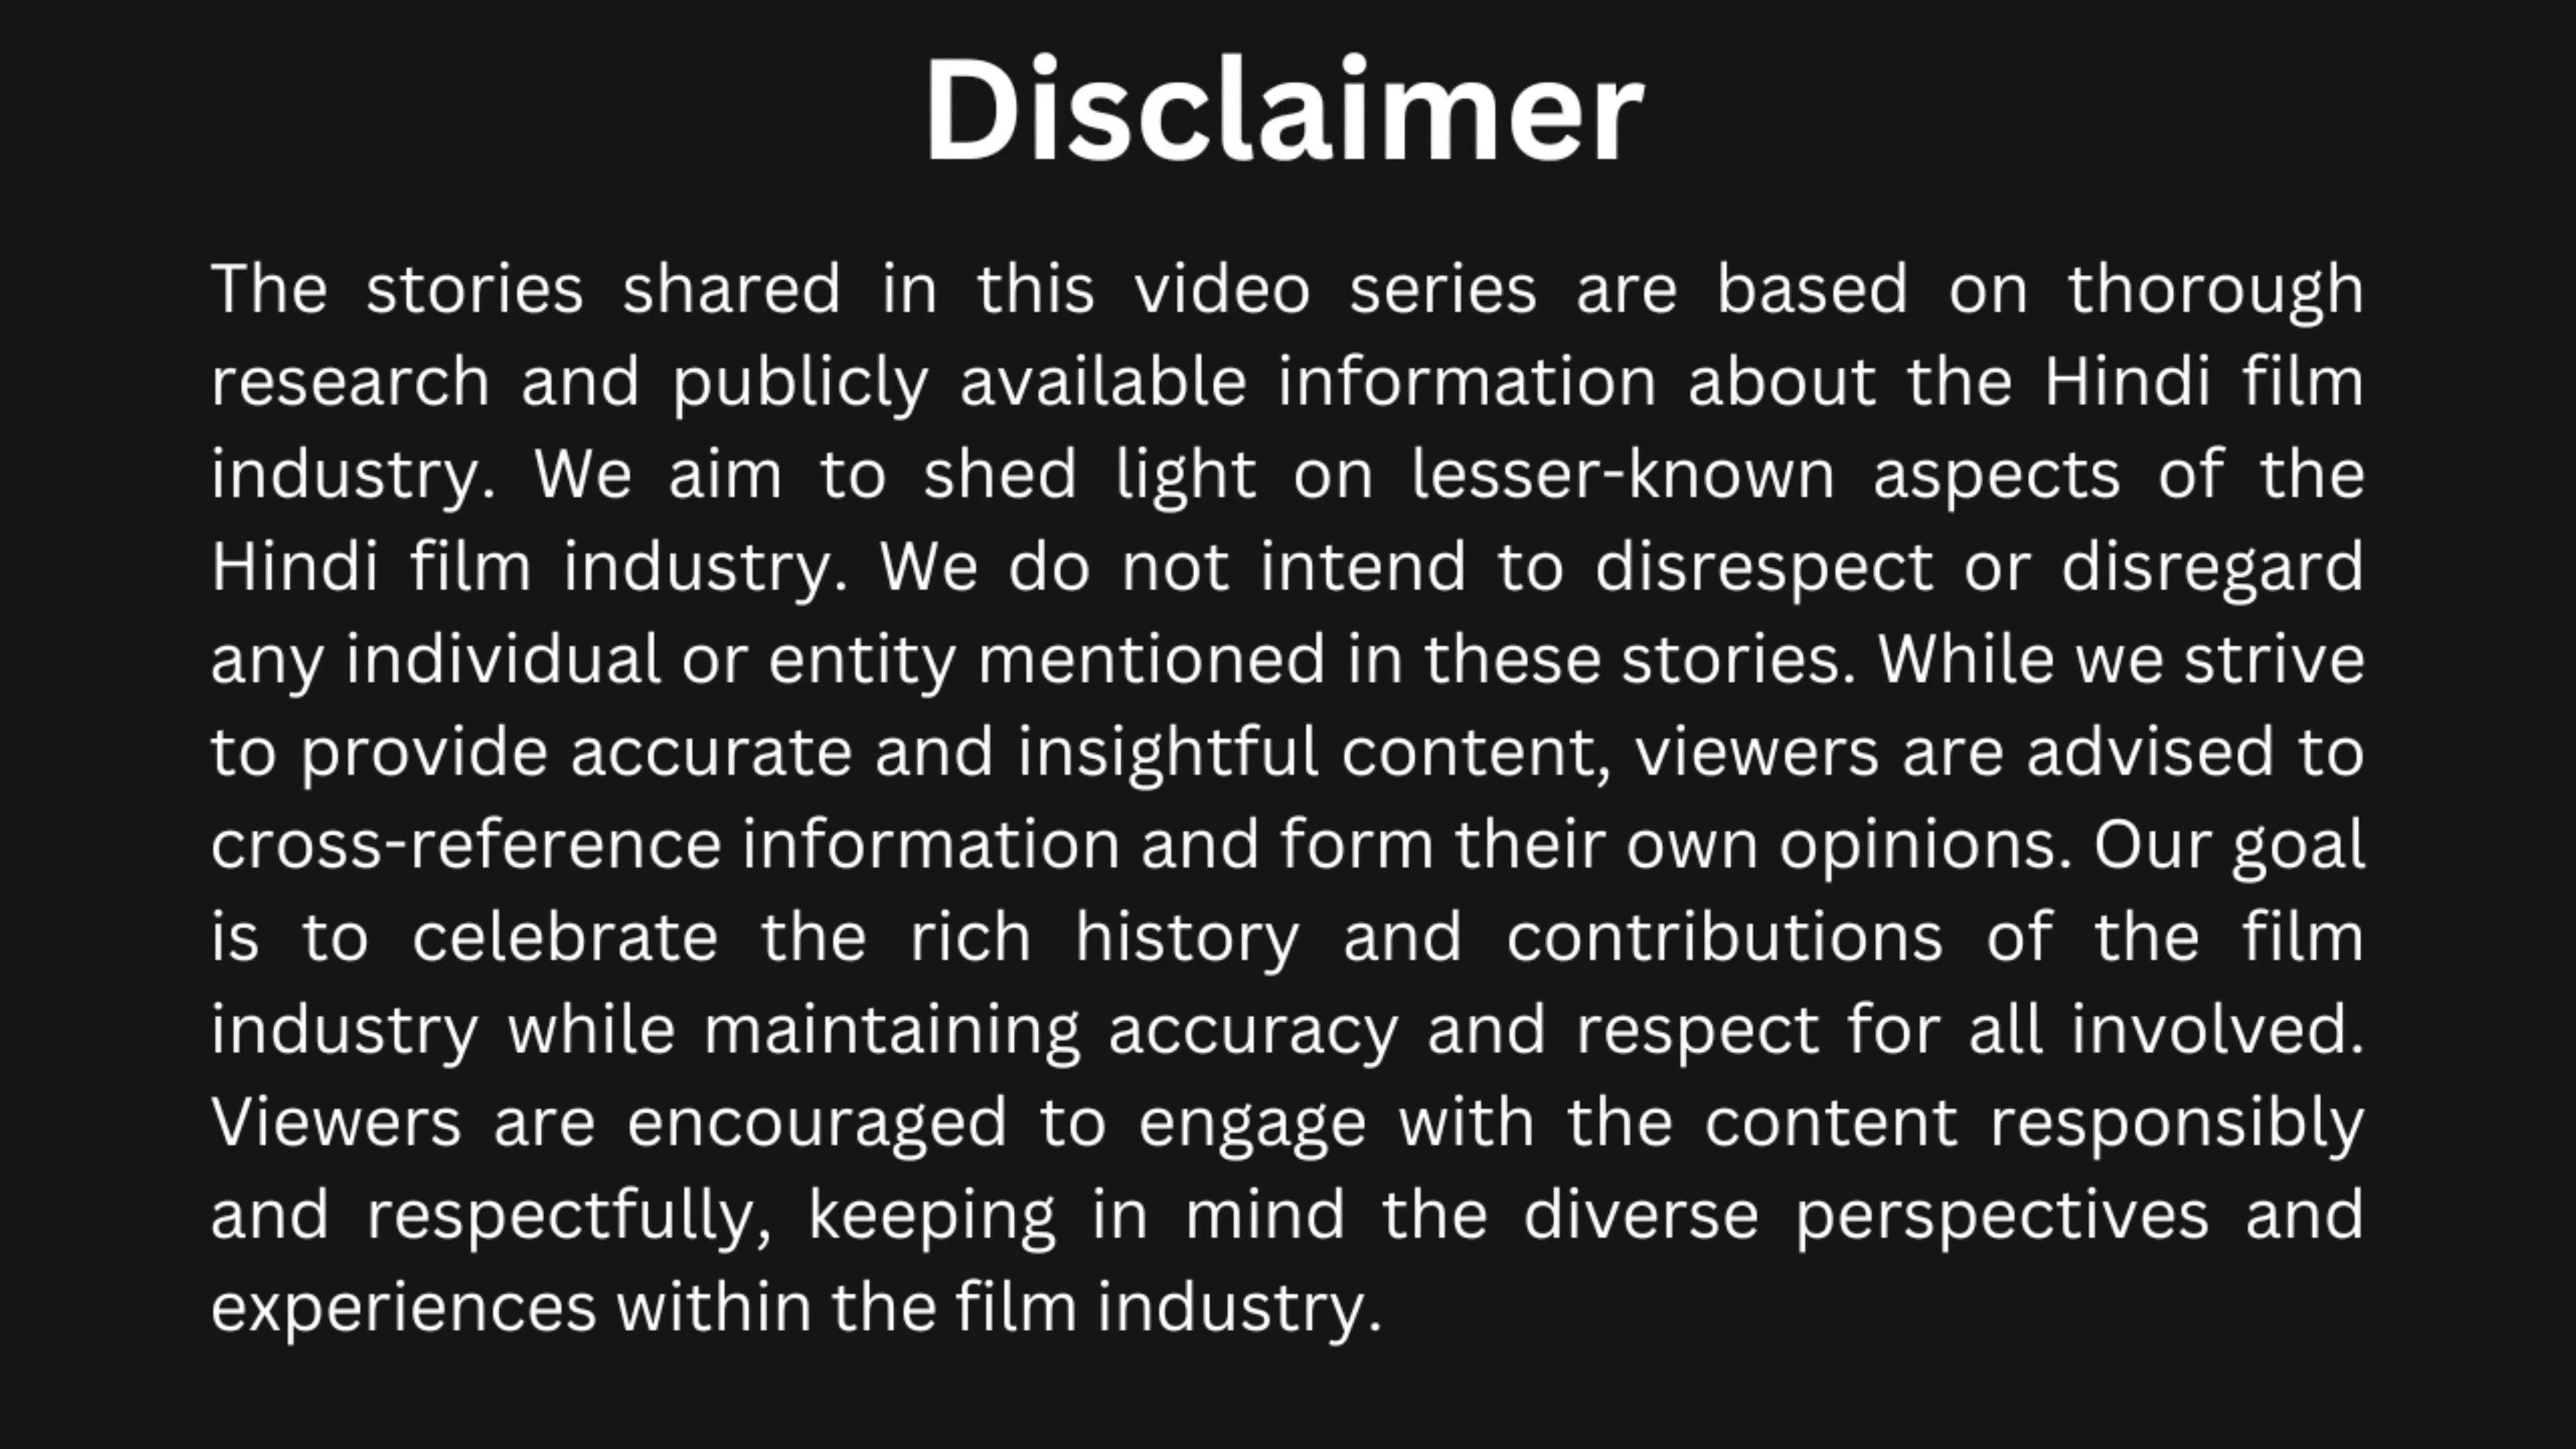 Disclaimer
The stories shared in this video series are based on thorough
research and publicly available information about the Hindi film
industry. We aim to shed light on lesser-known aspects of the
Hindi film industry. We do not intend to disrespect or disregard
any individual or entity mentioned in these stories. While we strive
to provide accurate and insightful content, viewers are advised to
cross-reference information and form their own opinions. Our goal
is to celebrate the rich history and contributions of the film
industry while maintaining accuracy and respect for all involved.
Viewers are encouraged to engage with the content responsibly
and respectfully, keeping in mind the diverse perspectives and
experiences within the film industry.